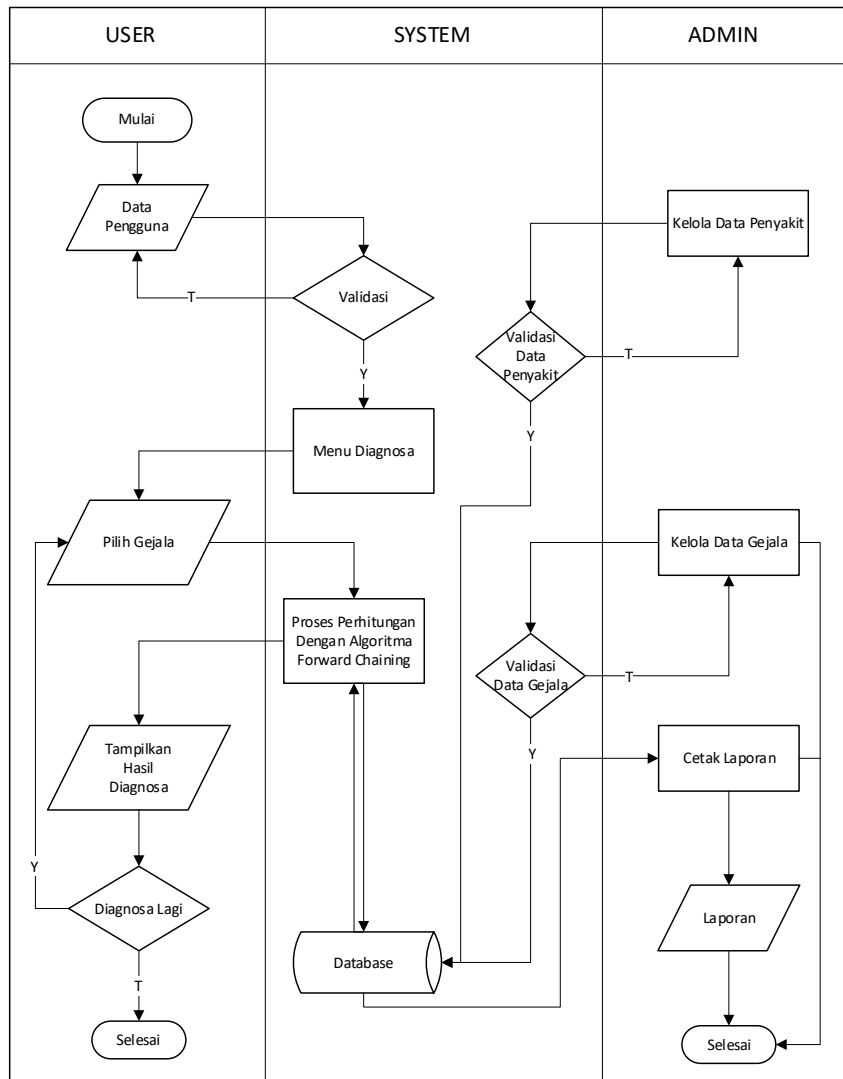 USER
SYSTEM
ADMIN
Mulai
Data
Pengguna
Validasi
T
Y
Menu Diagnosa
Pilih Gejala
Proses Perhitungan
Dengan Algoritma
Forward Chaining
Tampilkan
Hasil
Diagnosa
Diagnosa Lagi
Y
T
Selesai
Database
Kelola Data Penyakit
Validasi
Data
Penyakit
T
Y
Kelola Data Gejala
Validasi
Data Gejala
T
Y
Cetak Laporan
Laporan
Selesai